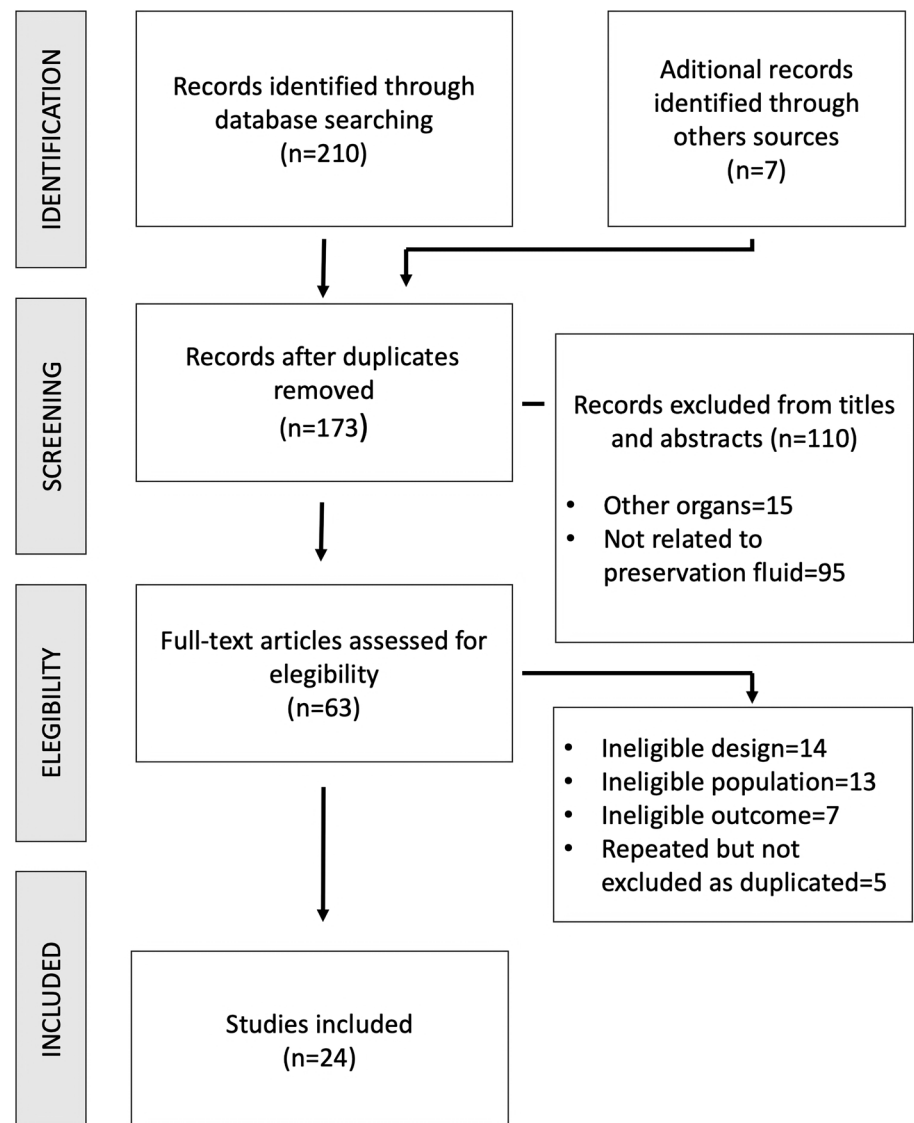 IDENTIFICATION
Records identified through
database searching
(n=210)
Aditional records
identified through
others sources
(n=7)
SCREENING
Records after duplicates
removed
(n=173)
Records excluded from titles
and abstracts (n=110)
• Other organs=15
• Not related to
preservation fluid=95
ELEGIBILITY
Full-text articles assessed for
elegibility
(n=63)
• Ineligible design=14
• Ineligible population=13
• Ineligible outcome=7
• Repeated but not
excluded as duplicated=5
INCLUDED
Studies included
(n=24)